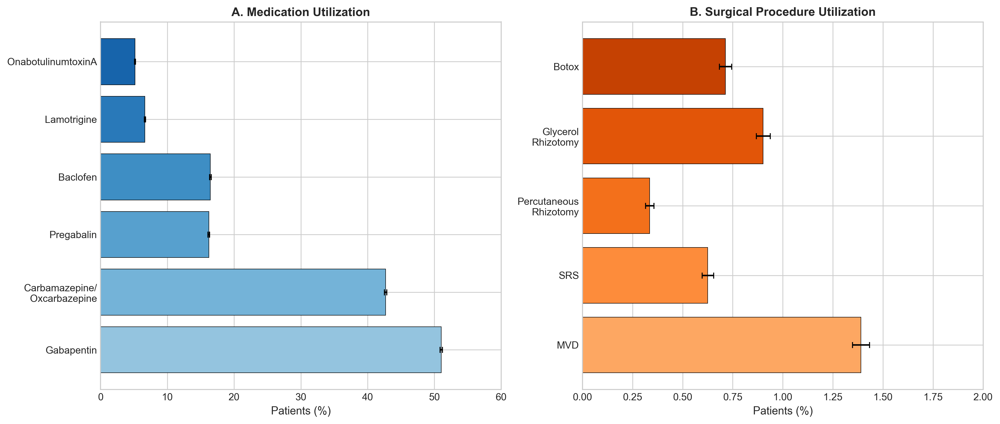 A. Medication Utilization
OnabotulinumtoxinA
Lamotrigine
Baclofen
Pregabalin
Carbamazepine/
Oxcarbazepine
Gabapentin
0 10 20 30 40 50 60
Patients (%)
B. Surgical Procedure Utilization
Botox
Glycerol
Rhizotomy
Percutaneous
Rhizotomy
SRS
MVD
0.00 0.25 0.50 0.75 1.00 1.25 1.50 1.75 2.00
Patients (%)